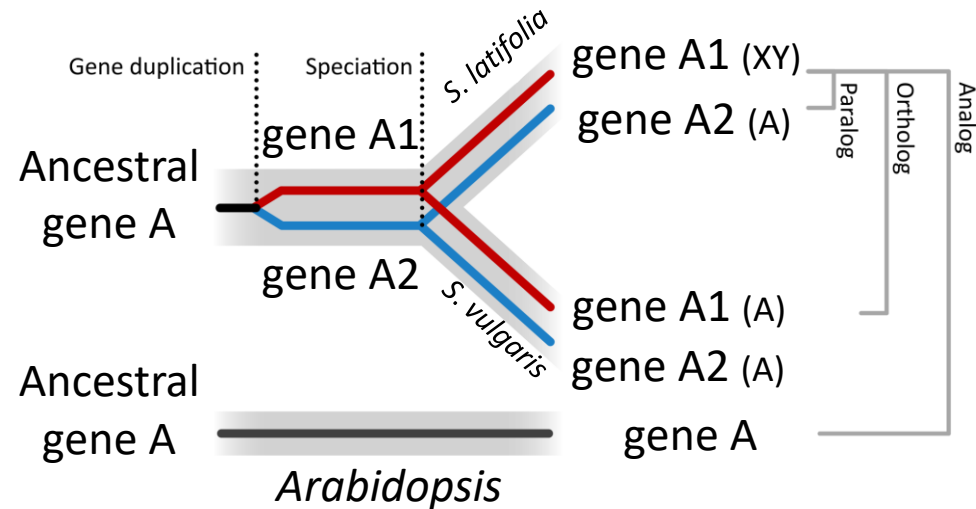 Gene duplication
Speciation
S. latifolia
gene A1 (XY)
gene A2 (A)
Paralog
Ortholog
Analog
gene A1
Ancestral
gene A
gene A2
S. vulgaris
gene A1 (A)
gene A2 (A)
Ancestral
gene A
gene A
Arabidopsis